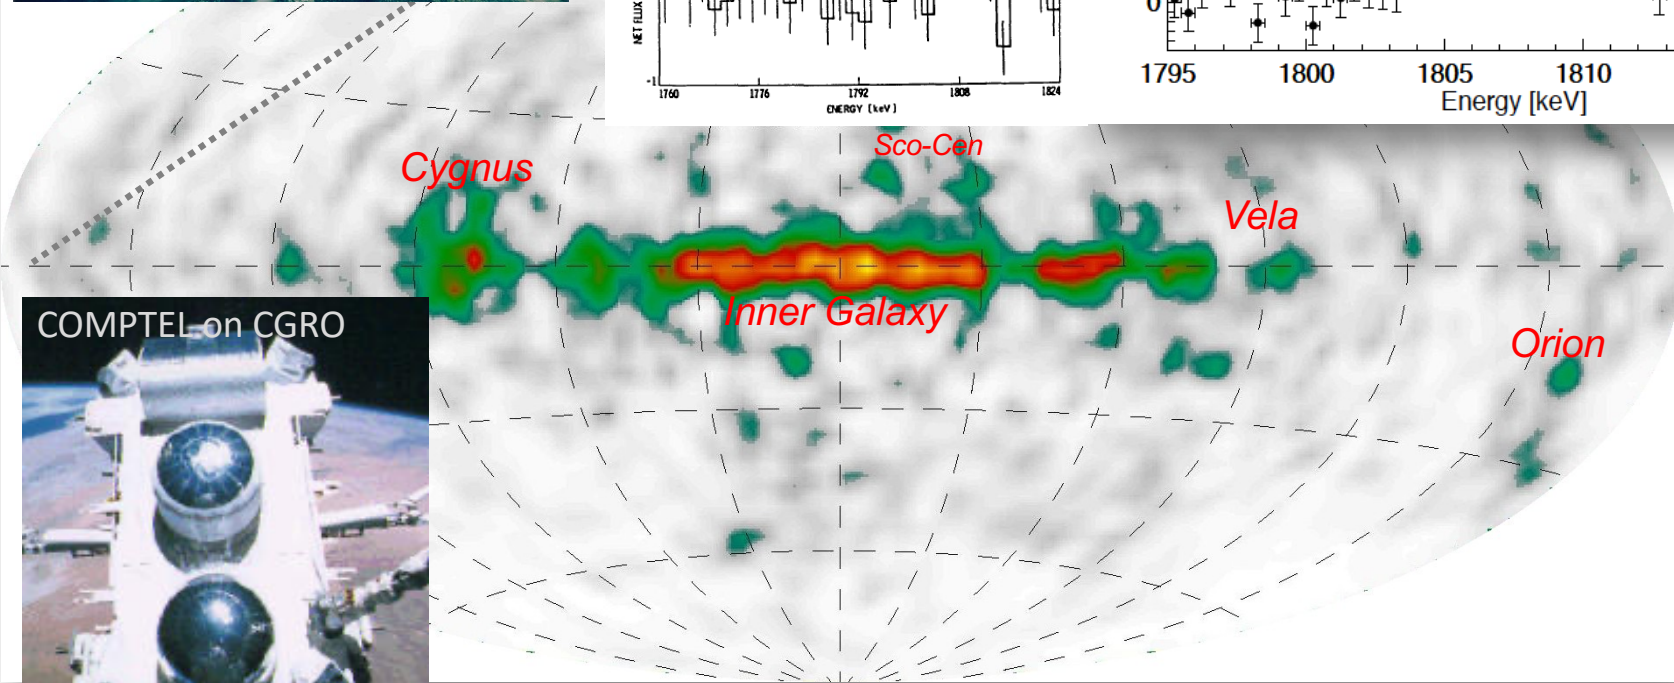 NET FLUX
-1
1760 1776 1792 1808 1824
ENERGY (keV)
0
1795 1800 1805 1810
Energy [keV]
Sco-Cen
Cygnus
Vela
Inner Galaxy
COMPTEL on CGRO
Orion